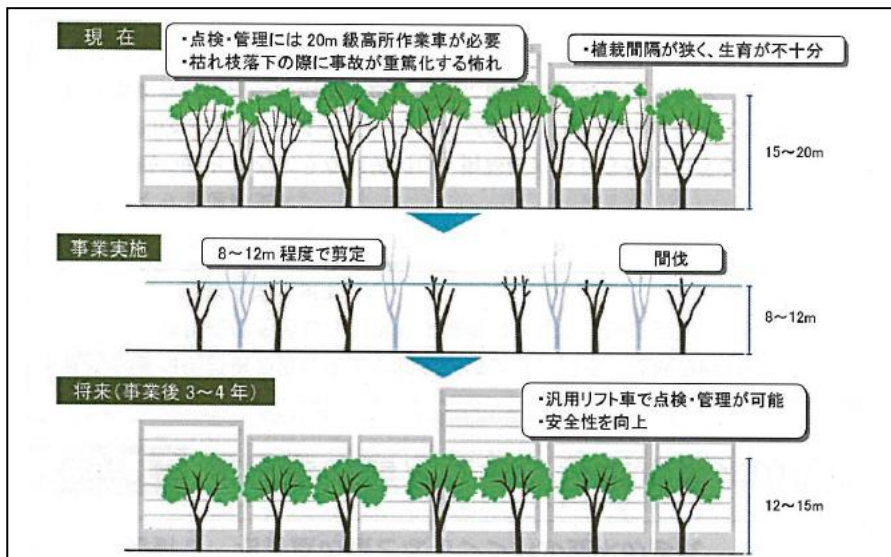 現 在
・点検・管理には 20m 級高所作業車が必要
・枯れ枝落下の際に事故が重篤化する怖れ
・植栽間隔が狭く、生育が不十分
15～20m
事業実施
8～12m 程度で剪定
間伐
8～12m
将来(事業後 3～4 年)
・汎用リフト車で点検・管理が可能
・安全性を向上
12～15m